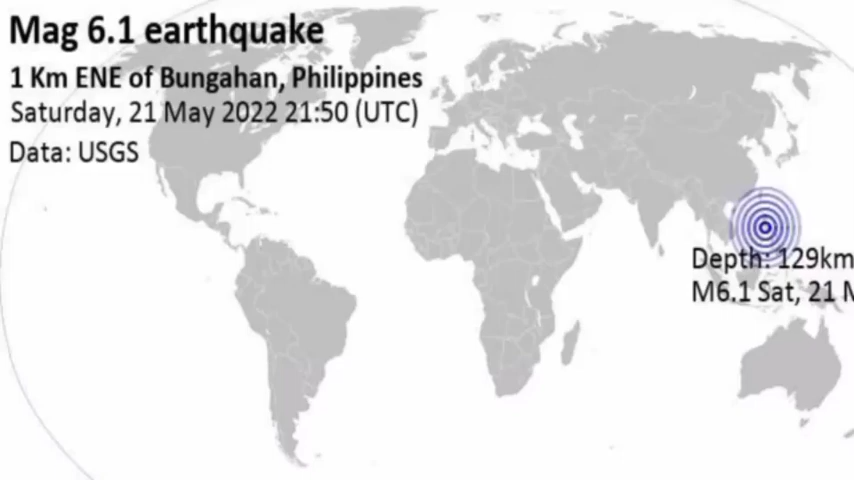 Mag 6.1 earthquake
1 Km ENE of Bungahan, Philippines
Saturday, 21 May 2022 21:50 (UTC)
Data: USGS
Depth: 129km
M6.1 Sat, 21